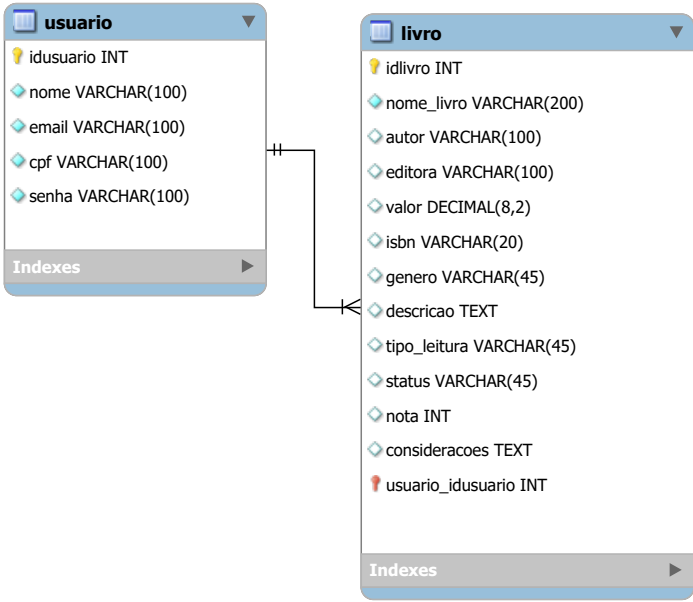 usuario
idusuario INT
nome VARCHAR(100)
email VARCHAR(100)
cpf VARCHAR(100)
senha VARCHAR(100)
Indexes
livro
idlivro INT
nome_livro VARCHAR(200)
autor VARCHAR(100)
editora VARCHAR(100)
valor DECIMAL(8,2)
isbn VARCHAR(20)
genero VARCHAR(45)
descricao TEXT
tipo_leitura VARCHAR(45)
status VARCHAR(45)
nota INT
consideracoes TEXT
usuario_idusuario INT
Indexes